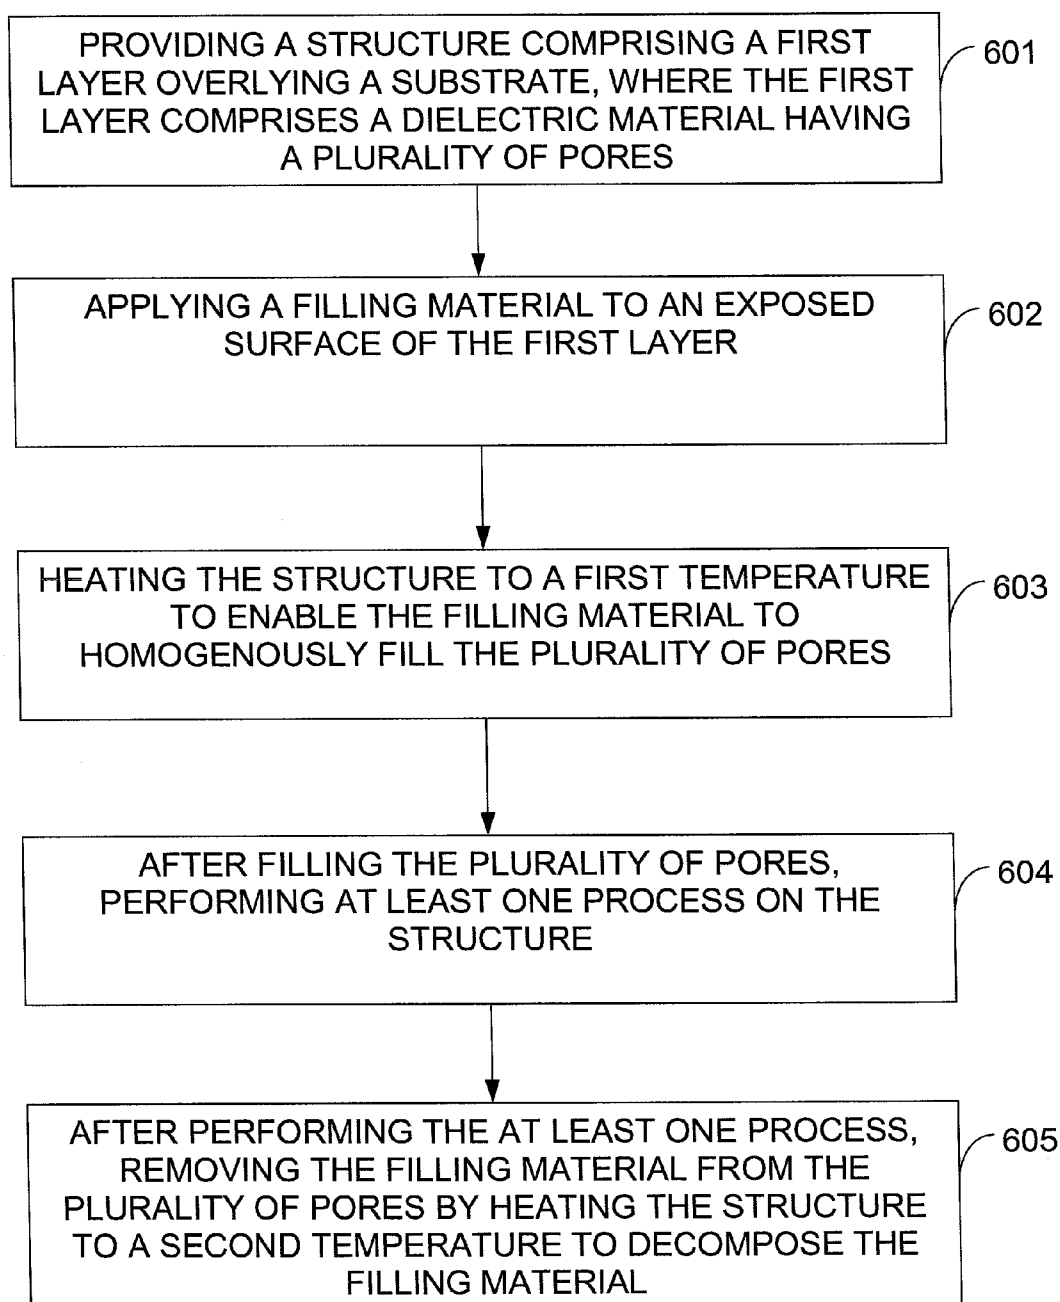 PROVIDING A STRUCTURE COMPRISING A FIRST
LAYER OVERLYING A SUBSTRATE, WHERE THE FIRST
LAYER COMPRISES A DIELECTRIC MATERIAL HAVING
A PLURALITY OF PORES
601
APPLYING A FILLING MATERIAL TO AN EXPOSED
SURFACE OF THE FIRST LAYER
602
HEATING THE STRUCTURE TO A FIRST TEMPERATURE
TO ENABLE THE FILLING MATERIAL TO
HOMOGENOUSLY FILL THE PLURALITY OF PORES
603
AFTER FILLING THE PLURALITY OF PORES,
PERFORMING AT LEAST ONE PROCESS ON THE
STRUCTURE
604
AFTER PERFORMING THE AT LEAST ONE PROCESS,
REMOVING THE FILLING MATERIAL FROM THE
PLURALITY OF PORES BY HEATING THE STRUCTURE
TO A SECOND TEMPERATURE TO DECOMPOSE THE
FILLING MATERIAL
605